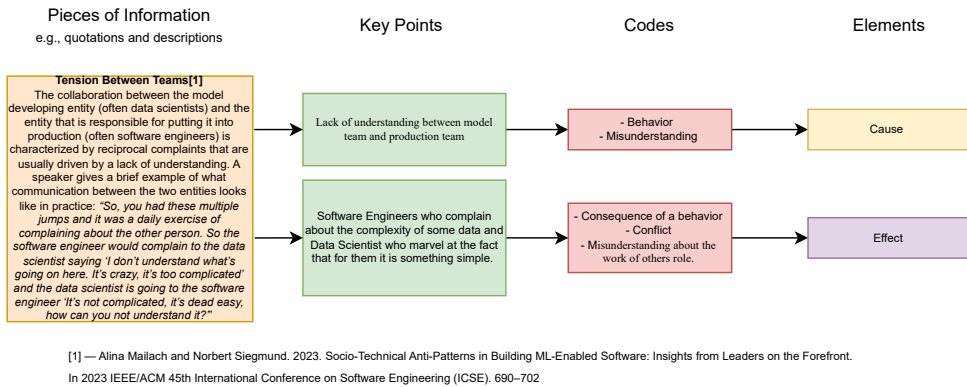 Pieces of Information
e.g., quotations and descriptions
Key Points
Codes
Elements
Tension Between Teams[1]
The collaboration between the model
developing entity (often data scientists) and the
entity that is responsible for putting it into
production (often software engineers) is
characterized by reciprocal complaints that are
usually driven by a lack of understanding. A
speaker gives a brief example of what
communication between the two entities looks
like in practice: “So, you had these multiple
jumps and it was a daily exercise of
complaining about the other person. So the
software engineer would complain to the data
scientist saying ‘I don’t understand what’s
going on here. It’s crazy, it’s too complicated’
and the data scientist is going to the software
engineer ‘It’s not complicated, it’s dead easy,
how can you not understand it?’”
Lack of understanding between model
team and production team
- Behavior
- Misunderstanding
Cause
Software Engineers who complain
about the complexity of some data and
Data Scientist who marvel at the fact
that for them it is something simple.
- Consequence of a behavior
- Conflict
- Misunderstanding about the
work of others role.
Effect
[1] — Alina Mailach and Norbert Siegmund. 2023. Socio-Technical Anti-Patterns in Building ML-Enabled Software: Insights from Leaders on the Forefront.
In 2023 IEEE/ACM 45th International Conference on Software Engineering (ICSE). 690–702